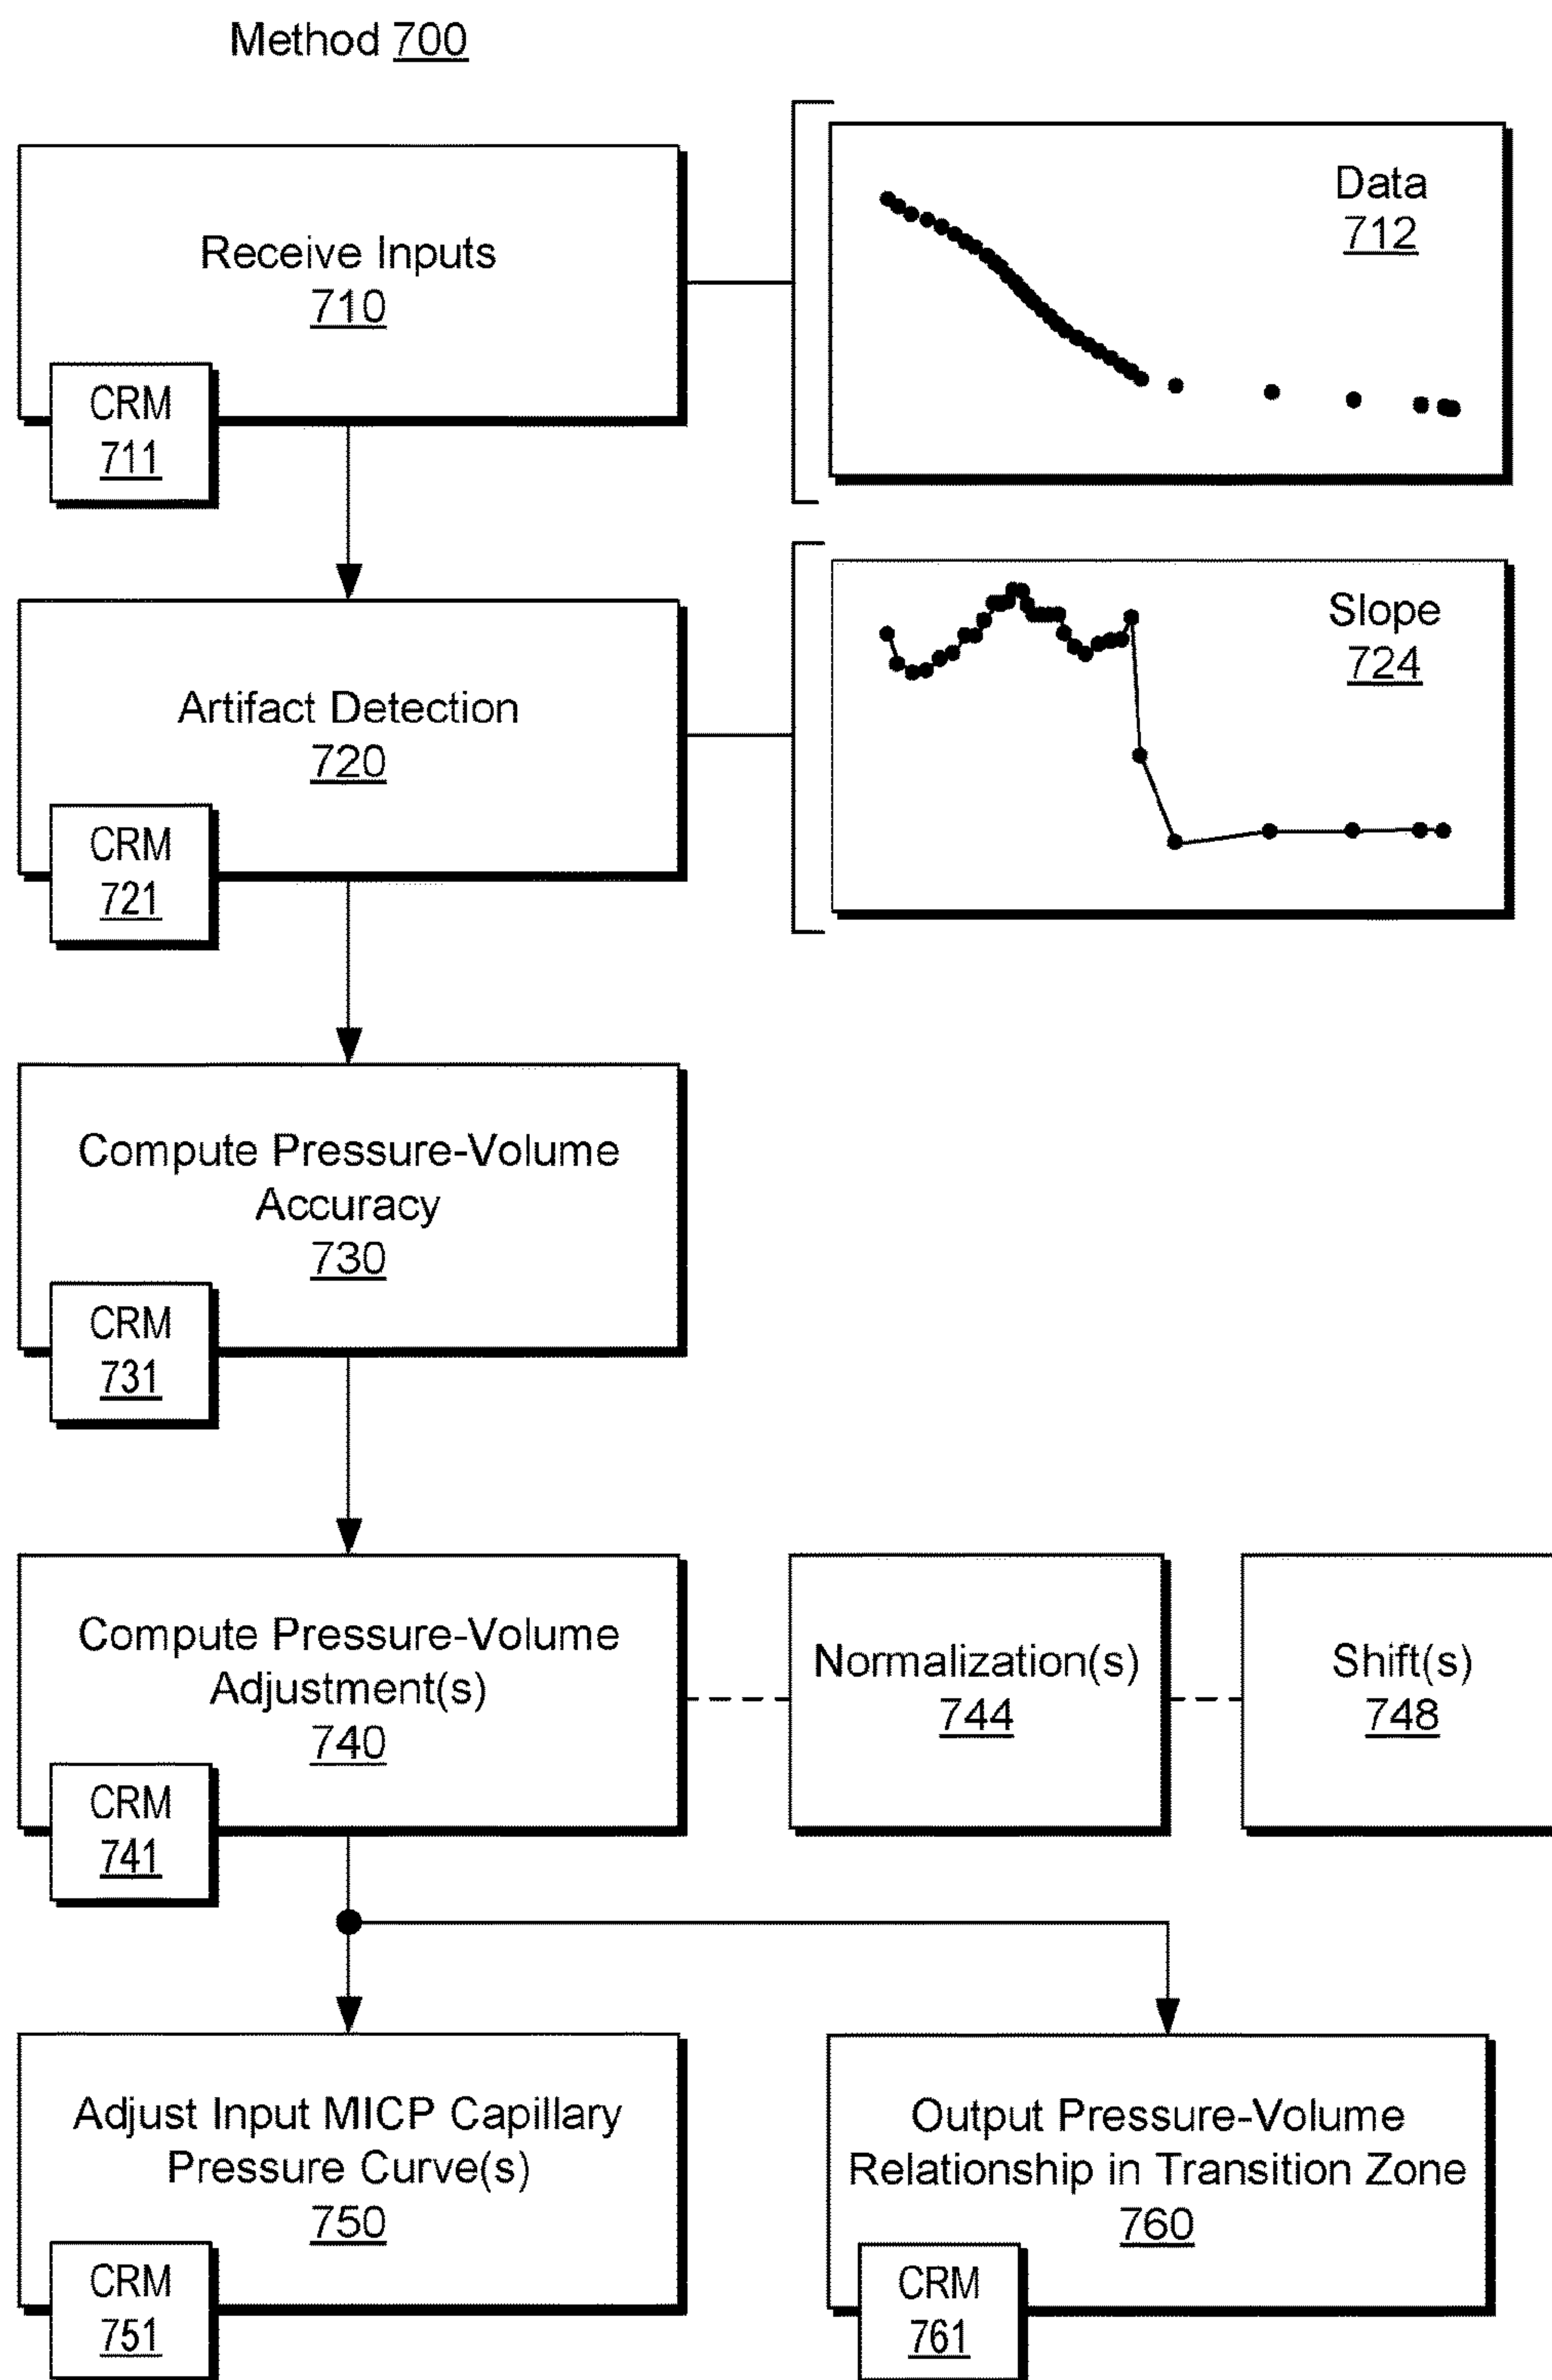 Method 700
Receive Inputs
710
CRM
711
Data
712
Artifact Detection
720
CRM
721
Slope
724
Compute Pressure-Volume
Accuracy
730
CRM
731
Compute Pressure-Volume
Adjustment(s)
740
CRM
741
Normalization(s)
744
Shift(s)
748
Adjust Input MICP Capillary
Pressure Curve(s)
750
CRM
751
Output Pressure-Volume
Relationship in Transition Zone
760
CRM
761